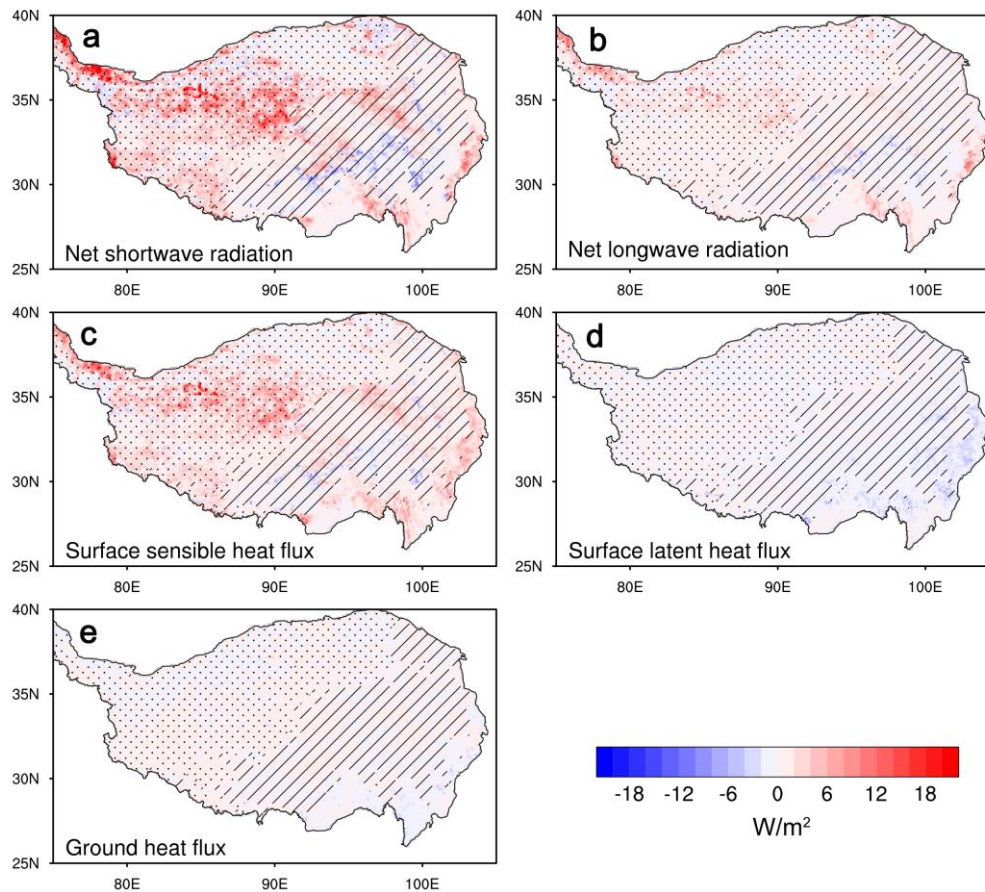 40N
a
35N
30N
Net shortwave radiation
25N
80E 90E 100E
40N
b
35N
30N
Net longwave radiation
25N
80E 90E 100E
40N
c
35N
30N
Surface sensible heat flux
25N
80E 90E 100E
40N
d
35N
30N
Surface latent heat flux
25N
80E 90E 100E
40N
e
35N
30N
Ground heat flux
25N
80E 90E 100E
-18 -12 -6 0 6 12 18
W/m²